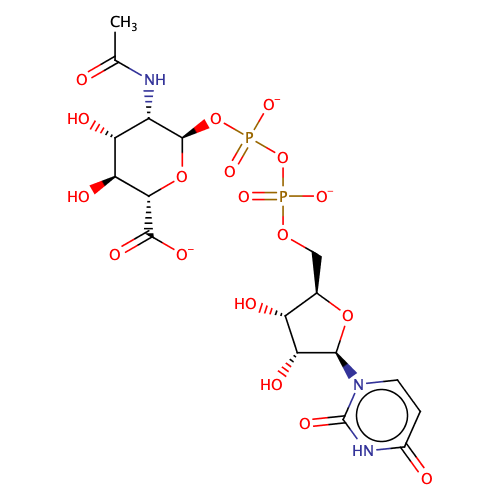 CH₃
O NH
HO O O⁻
P
O O
HO O
O P O⁻
O O⁻ O
HO O
HO N
O HN O